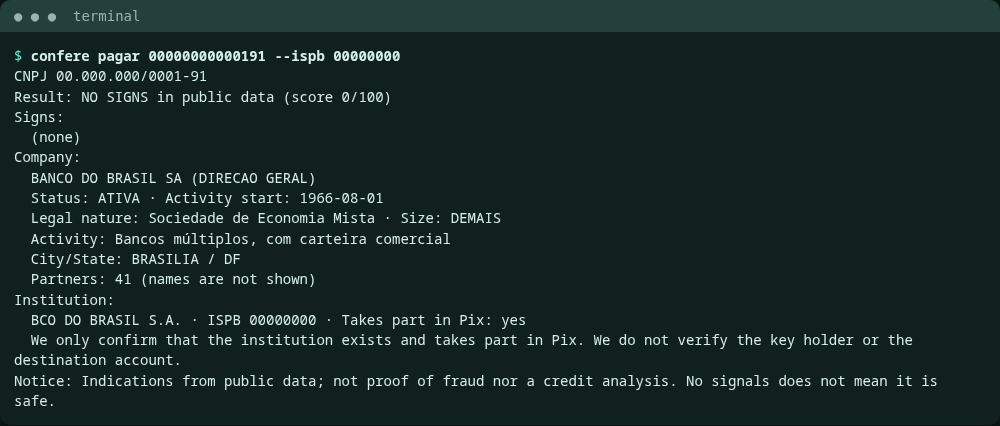 terminal
$ confere pagar 00000000000191 --ispb 00000000
CNPJ 00.000.000/0001-91
Result: NO SIGNS in public data (score 0/100)
Signs:
(none)
Company:
BANCO DO BRASIL SA (DIRECAO GERAL)
Status: ATIVA · Activity start: 1966-08-01
Legal nature: Sociedade de Economia Mista · Size: DEMAIS
Activity: Bancos múltiplos, com carteira comercial
City/State: BRASILIA / DF
Partners: 41 (names are not shown)
Institution:
BCO DO BRASIL S.A. · ISPB 00000000 · Takes part in Pix: yes
We only confirm that the institution exists and takes part in Pix. We do not verify the key holder or the
destination account.
Notice: Indications from public data; not proof of fraud nor a credit analysis. No signals does not mean it is
safe.